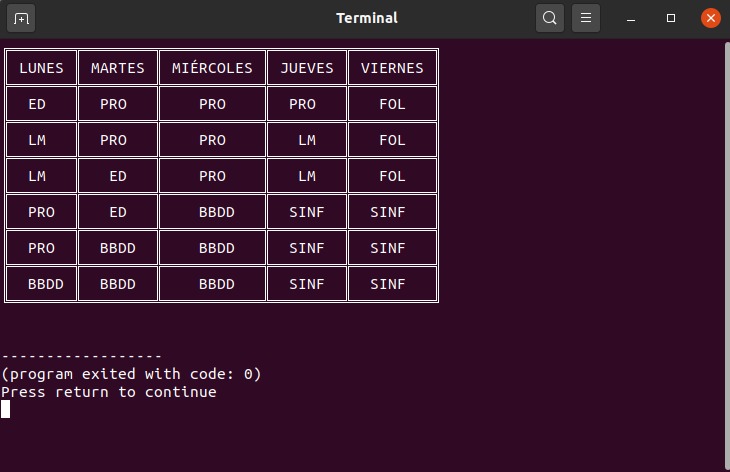 Terminal
LUNES MARTES MIÉRCOLES JUEVES VIERNES
ED PRO PRO PRO FOL
LM PRO PRO LM FOL
LM ED PRO LM FOL
PRO ED BBDD SINF SINF
PRO BBDD BBDD SINF SINF
BBDD BBDD BBDD SINF SINF
------------------
(program exited with code: 0)
Press return to continue